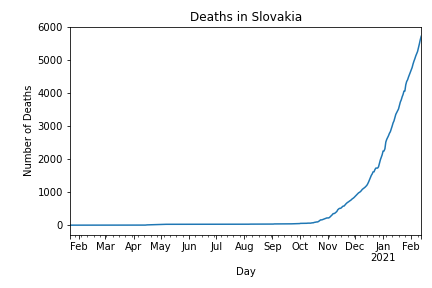 Deaths in Slovakia
6000
5000
4000
3000
2000
1000
0
Number of Deaths
Feb Mar Apr May Jun Jul Aug Sep Oct Nov Dec Jan Feb
2021
Day